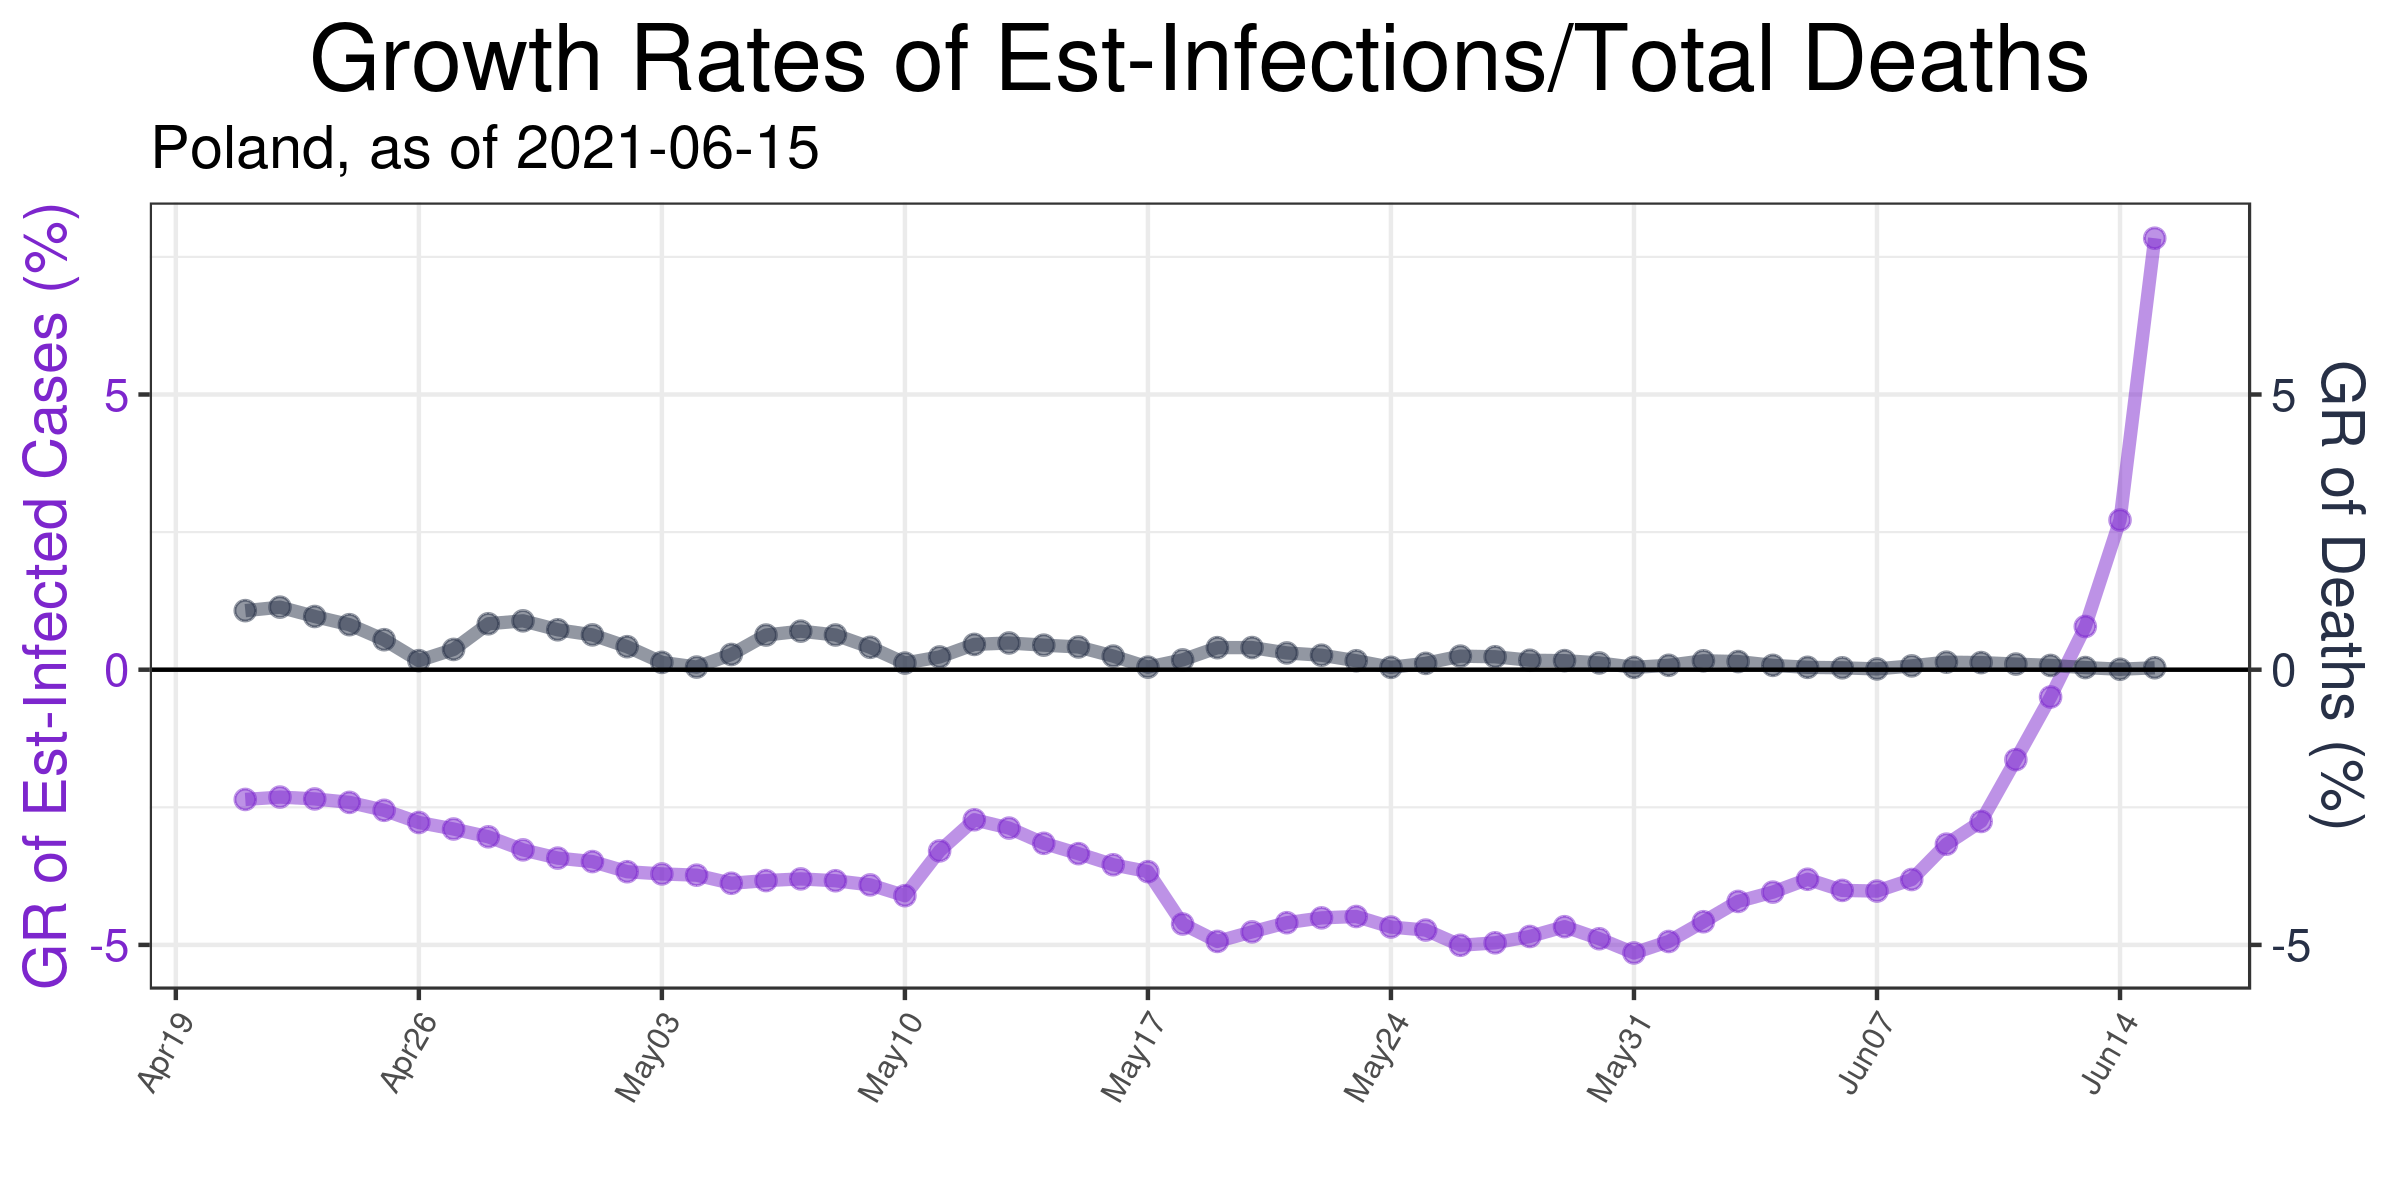 Growth Rates of Est-Infections/Total Deaths
Poland, as of 2021-06-15
GR of Est-Infected Cases (%)
5
0
-5
5
0
-5
GR of Deaths (%)
Apr19
Apr26
May03
May10
May17
May24
May31
Jun07
Jun14